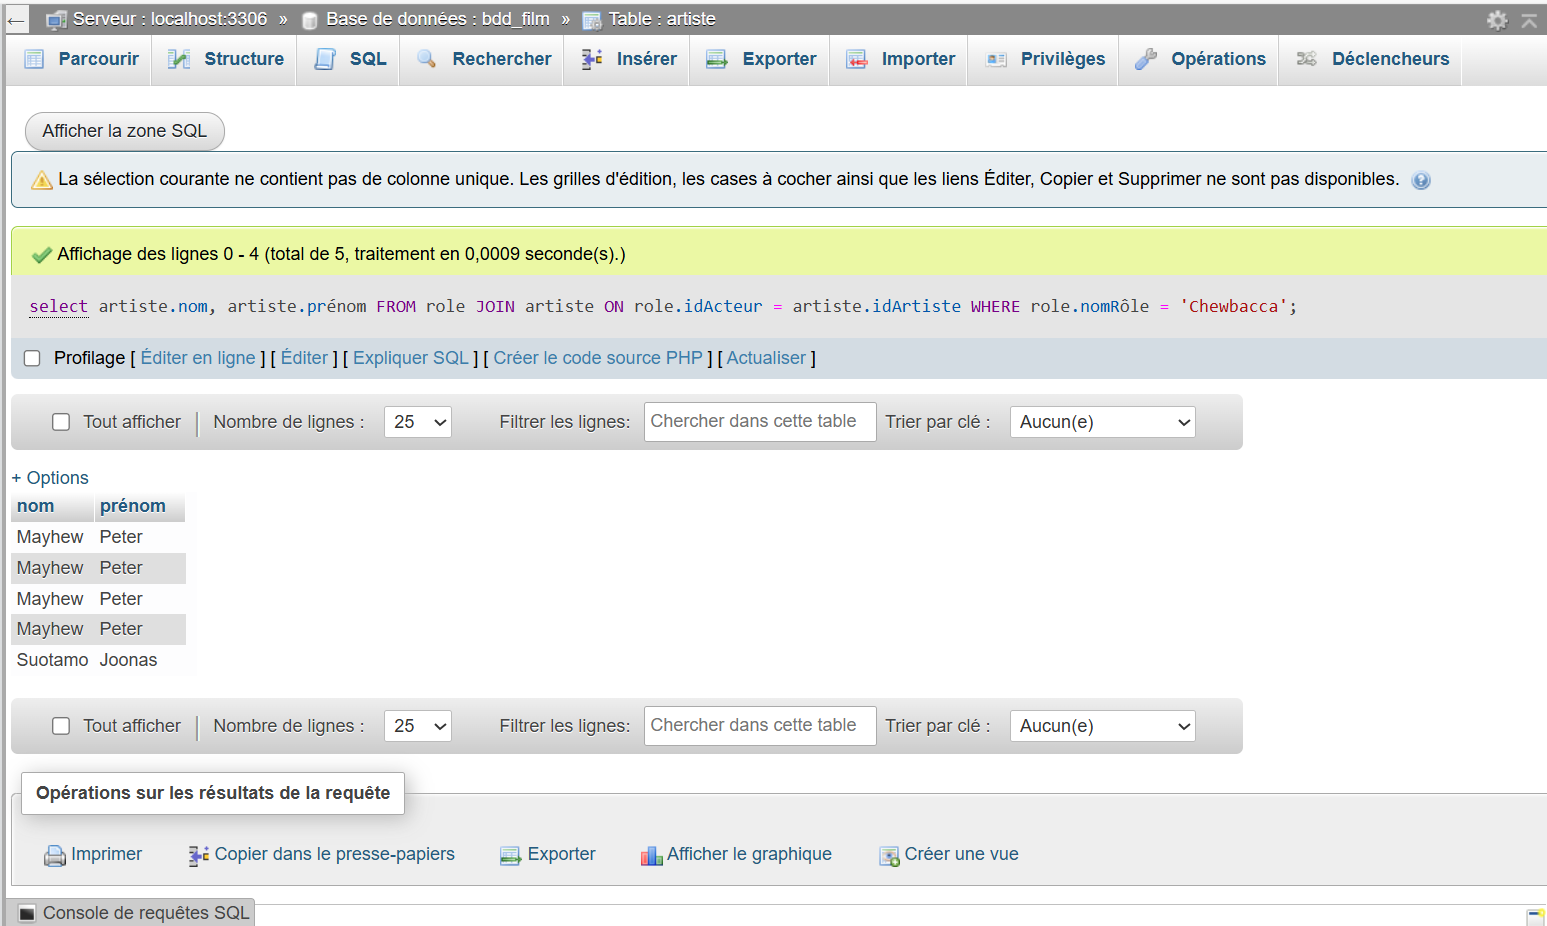 ← Serveur : localhost:3306 » Base de données : bdd_film » Table : artiste
Parcourir Structure SQL Rechercher Insérer Exporter Importer Privilèges Opérations Déclencheurs
Afficher la zone SQL
La sélection courante ne contient pas de colonne unique. Les grilles d'édition, les cases à cocher ainsi que les liens Éditer, Copier et Supprimer ne sont pas disponibles.
Affichage des lignes 0 - 4 (total de 5, traitement en 0,0009 seconde(s).)
select artiste.nom, artiste.prénom FROM role JOIN artiste ON role.idActeur = artiste.idArtiste WHERE role.nomRôle = 'Chewbacca';
Profilage [ Éditer en ligne ] [ Éditer ] [ Expliquer SQL ] [ Créer le code source PHP ] [ Actualiser ]
Tout afficher Nombre de lignes : 25 Filtrer les lignes: Chercher dans cette table Trier par clé : Aucun(e)
+ Options
nom prénom
Mayhew Peter
Mayhew Peter
Mayhew Peter
Mayhew Peter
Suotamo Joonas
Tout afficher Nombre de lignes : 25 Filtrer les lignes: Chercher dans cette table Trier par clé : Aucun(e)
Opérations sur les résultats de la requête
Imprimer Copier dans le presse-papiers Exporter Afficher le graphique Créer une vue
Console de requêtes SQL